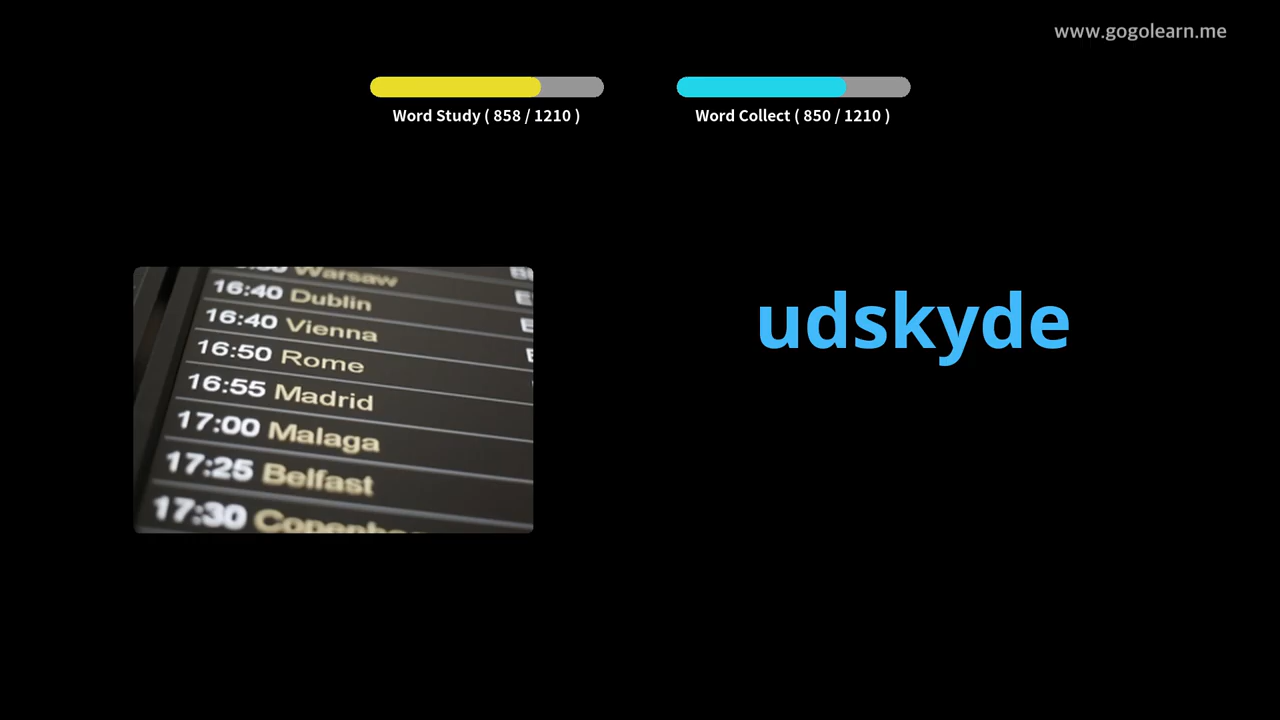 www.gogolearn.me
Word Study ( 858 / 1210 )
Word Collect ( 850 / 1210 )
Warsaw
16:40 Dublin
16:40 Vienna
16:50 Rome
16:55 Madrid
17:00 Malaga
17:25 Belfast
17:30
udskyde